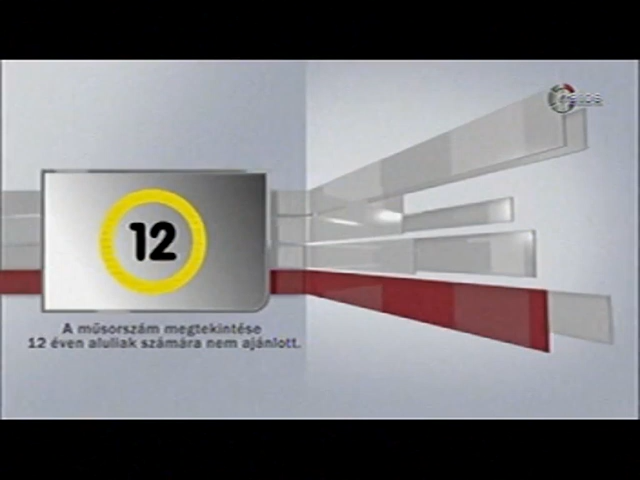 12
A műsorszám megtekintése
12 éven aluliak számára nem ajánlott.